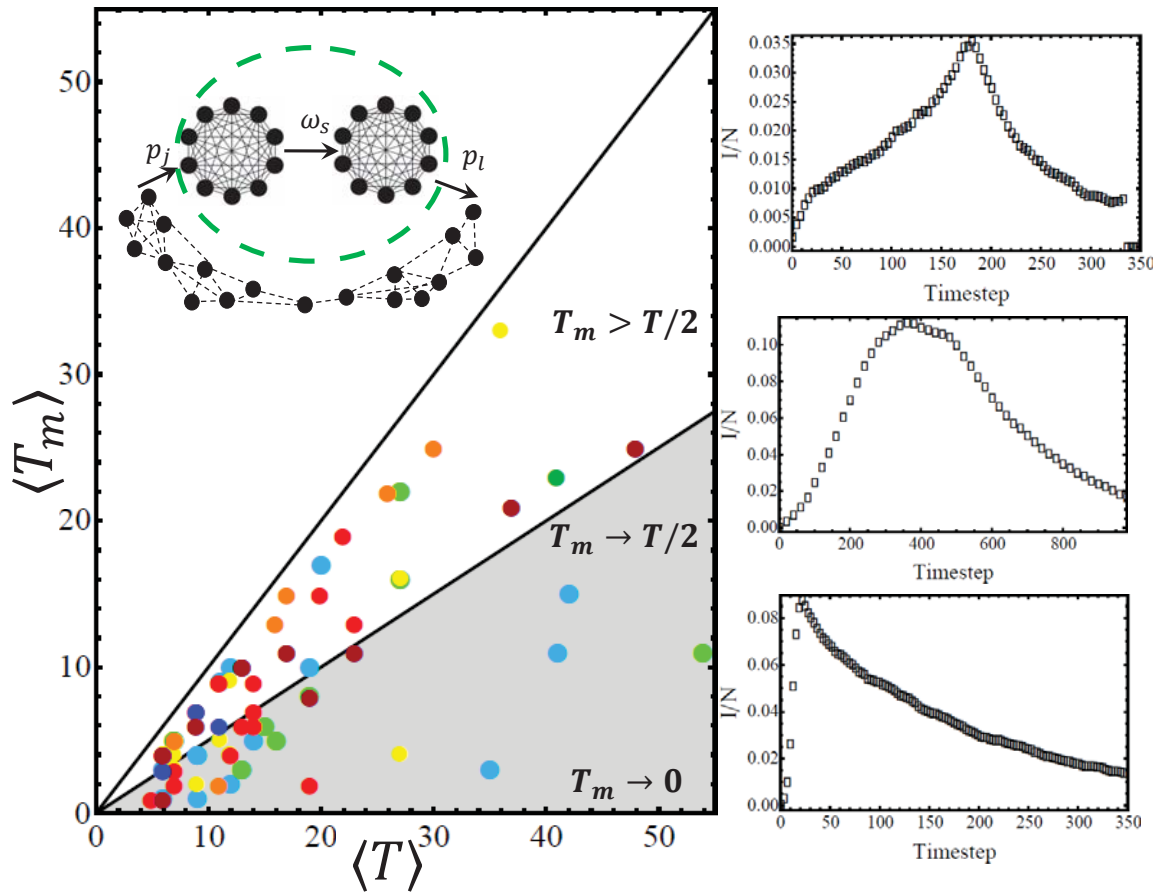 50
40
30
20
10
0
⟨T_m⟩
0 10 20 30 40 50
⟨T⟩
p_j
ω_s
p_l
T_m > T/2
T_m → T/2
T_m → 0
0.035
0.030
0.025
0.020
0.015
0.010
0.005
0.000
I/N
0 50 100 150 200 250 300 350
Timestep
0.10
0.08
0.06
0.04
0.02
0.00
I/N
0 200 400 600 800
Timestep
0.08
0.06
0.04
0.02
0.00
I/N
0 50 100 150 200 250 300 350
Timestep